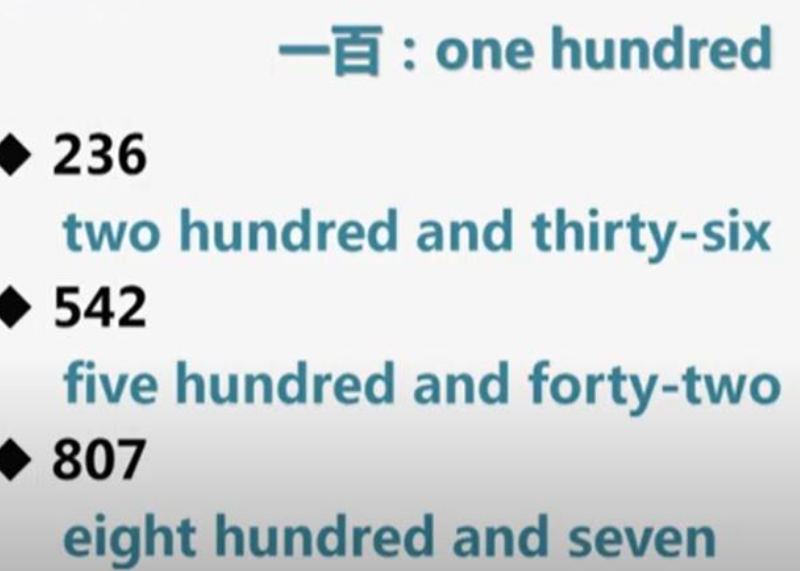 一百：one hundred
◆ 236
two hundred and thirty-six
◆ 542
five hundred and forty-two
◆ 807
eight hundred and seven